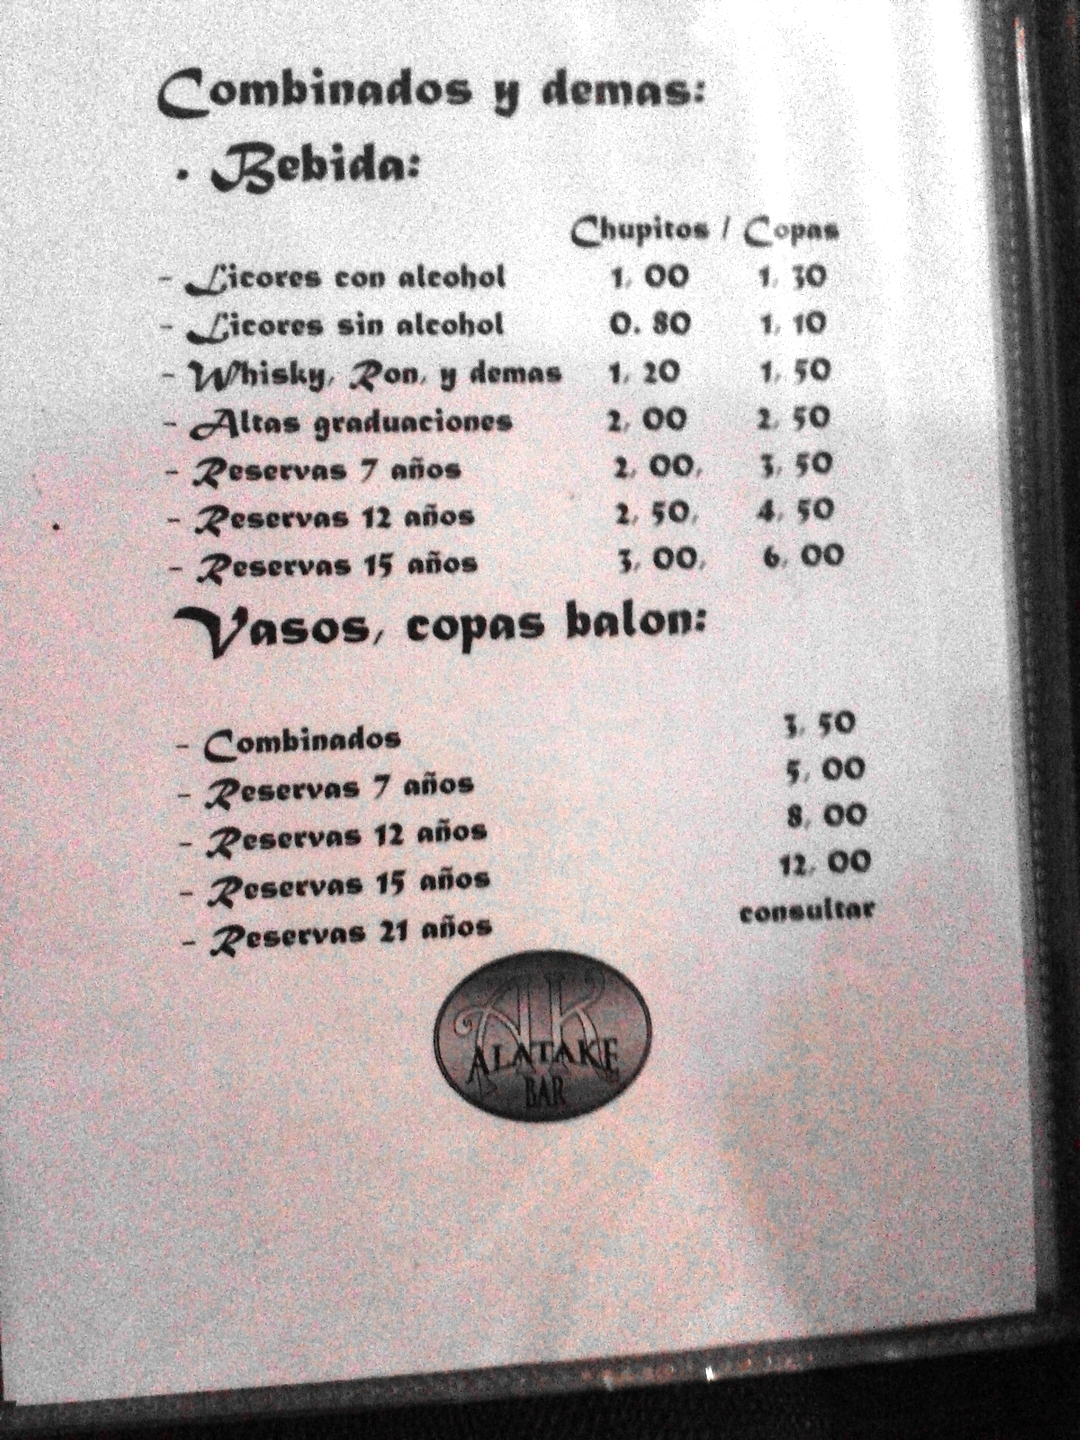 Combinados y demas:
· Bebida:
Chupitos / Copas
- Licores con alcohol 1, 00 1, 30
- Licores sin alcohol 0. 80 1, 10
- Whisky, Ron, y demas 1, 20 1, 50
- Altas graduaciones 2, 00 2, 50
- Reservas 7 años 2, 00, 3, 50
- Reservas 12 años 2, 50, 4, 50
- Reservas 15 años 3, 00, 6, 00
Vasos, copas balon:
- Combinados 3, 50
- Reservas 7 años 5, 00
- Reservas 12 años 8, 00
- Reservas 15 años 12, 00
- Reservas 21 años consultar
AK
ALATAKE
BAR